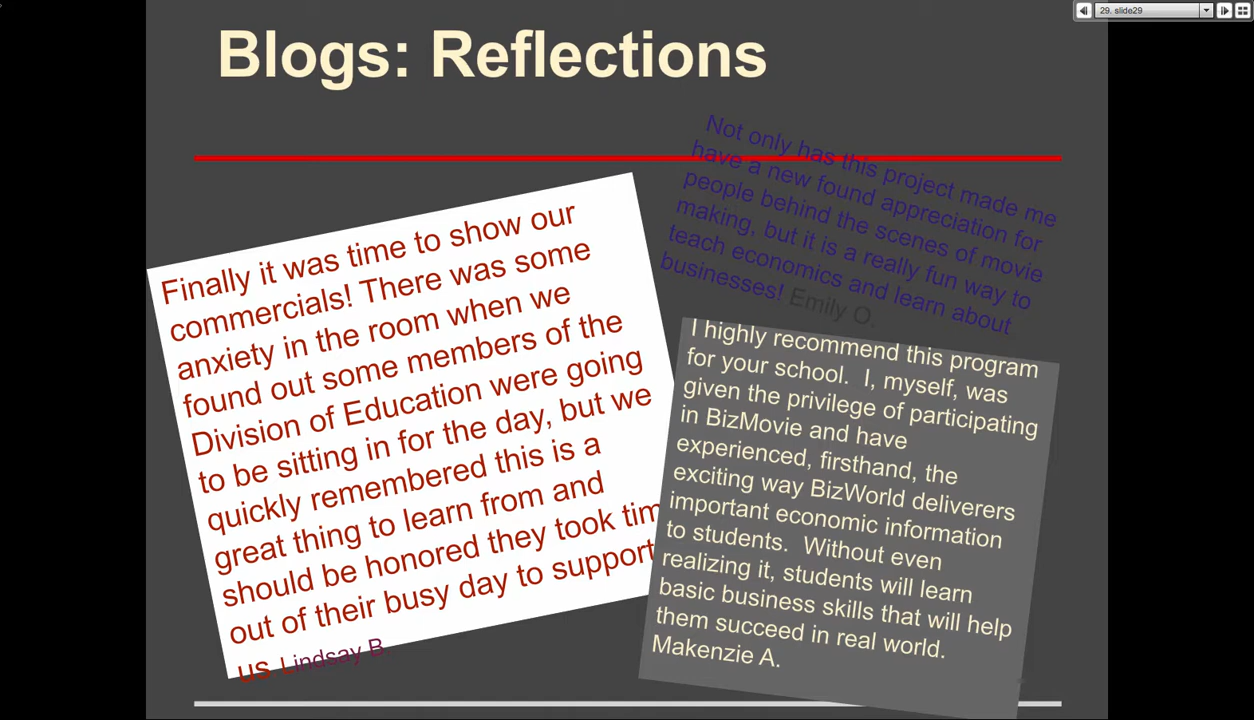 29. slide29
Blogs: Reflections
Finally it was time to show our
commercials! There was some
anxiety in the room when we
found out some members of the
Division of Education were going
to be sitting in for the day, but we
quickly remembered this is a
great thing to learn from and
should be honored they took tim
out of their busy day to support
us. Lindsay B
Not only has this project made me
have a new found appreciation for
people behind the scenes of movie
making, but it is a really fun way to
teach economics and learn about
businesses! Emily O.
I highly recommend this program
for your school. I, myself, was
given the privilege of participating
in BizMovie and have
experienced, firsthand, the
exciting way BizWorld deliverers
important economic information
to students. Without even
realizing it, students will learn
basic business skills that will help
them succeed in real world.
Makenzie A.